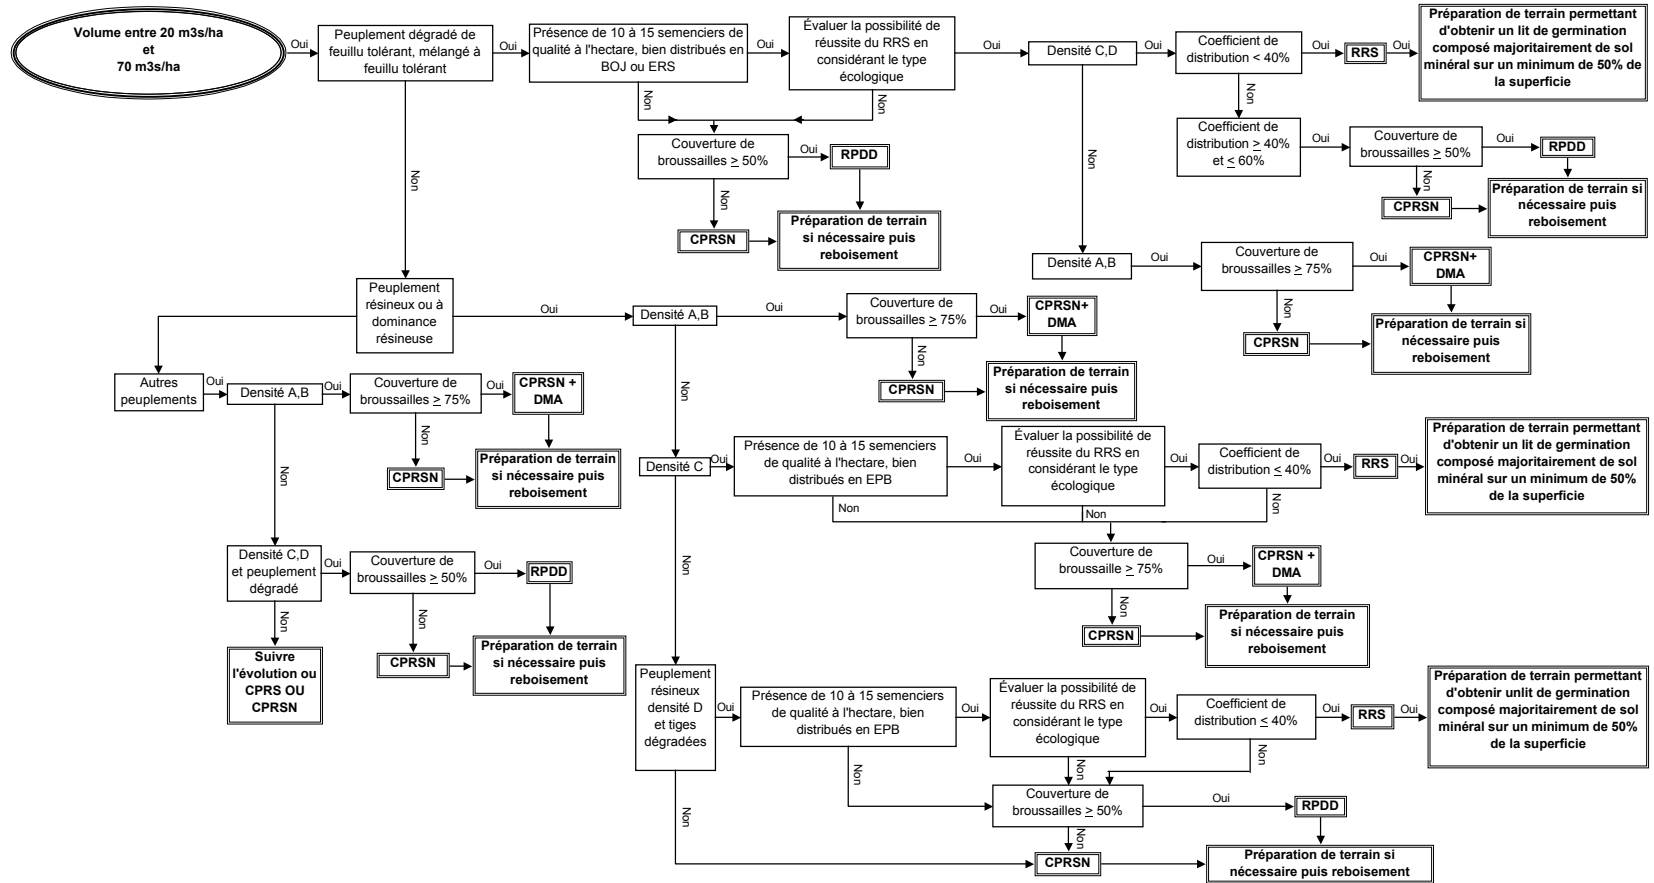 Volume entre 20 m3s/ha
et
70 m3s/ha
Oui
Peuplement dégradé de
feuillu tolérant, mélangé à
feuillu tolérant
Oui
Présence de 10 à 15 semenciers
de qualité à l'hectare, bien
distribués en
BOJ ou ERS
Oui
Évaluer la possibilité de
réussite du RRS en
considérant le type
écologique
Oui
Densité C,D
Oui
Coefficient de
distribution < 40%
Oui
RRS
Oui
Préparation de terrain permettant
d'obtenir un lit de germination
composé majoritairement de sol
minéral sur un minimum de 50% de
la superficie
Non
Non
Non
Non
Non
Couverture de
broussailles > 50%
Oui
RPDD
Non
CPRSN
Préparation de terrain
si nécessaire puis
reboisement
Coefficient de
distribution > 40%
et < 60%
Oui
Couverture de
broussailles > 50%
Oui
RPDD
Non
CPRSN
Préparation de terrain si
nécessaire puis
reboisement
Densité A,B
Oui
Couverture de
broussailles > 75%
Oui
CPRSN+
DMA
Non
CPRSN
Préparation de terrain si
nécessaire puis
reboisement
Peuplement
résineux ou à
dominance
résineuse
Oui
Densité A,B
Oui
Couverture de
broussailles > 75%
Oui
CPRSN+
DMA
Non
CPRSN
Préparation de terrain
si nécessaire puis
reboisement
Non
Autres
peuplements
Oui
Densité A,B
Oui
Couverture de
broussailles > 75%
Oui
CPRSN +
DMA
Non
CPRSN
Préparation de terrain
si nécessaire puis
reboisement
Non
Densité C
Oui
Présence de 10 à 15 semenciers
de qualité à l'hectare, bien
distribués en EPB
Oui
Évaluer la possibilité de
réussite du RRS en
considérant le type
écologique
Oui
Coefficient de
distribution < 40%
Oui
RRS
Oui
Préparation de terrain permettant
d'obtenir un lit de germination
composé majoritairement de sol
minéral sur un minimum de 50%
de la superficie
Non
Non
Non
Couverture de
broussaille > 75%
Oui
CPRSN +
DMA
Non
CPRSN
Préparation de terrain
si nécessaire puis
reboisement
Densité C,D
et peuplement
dégradé
Oui
Couverture de
broussailles > 50%
Oui
RPDD
Non
CPRSN
Préparation de terrain
si nécessaire puis
reboisement
Non
Suivre
l'évolution ou
CPRS OU
CPRSN
Non
Peuplement
résineux
densité D
et tiges
dégradées
Oui
Présence de 10 à 15 semenciers
de qualité à l'hectare, bien
distribués en EPB
Oui
Évaluer la possibilité de
réussite du RRS en
considérant le type
écologique
Oui
Coefficient de
distribution < 40%
Oui
RRS
Oui
Préparation de terrain permettant
d'obtenir unlit de germination
composé majoritairement de sol
minéral sur un minimum de 50%
de la superficie
Non
Non
Non
Couverture de
broussailles > 50%
Oui
RPDD
Non
Non
CPRSN
Préparation de terrain si
nécessaire puis reboisement